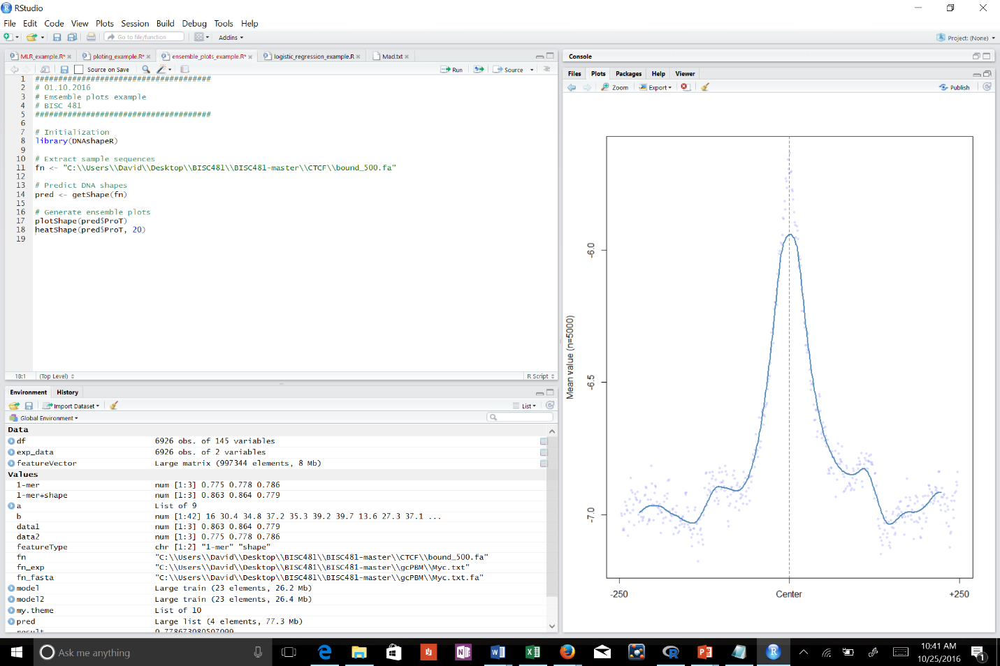 RStudio
File Edit Code View Plots Session Build Debug Tools Help
Go to file/function Addins Project: (None)
MLR_example.R* ploting_example.R* ensemble_plots_example.R* logistic_regression_example.R Mad.txt
Source on Save Run Source
1 #####################################
2 # 01.10.2016
3 # Emsemble plots example
4 # BISC 481
5 #####################################
6
7 # Initialization
8 library(DNAshapeR)
9
10 # Extract sample sequences
11 fn <- "C:\\Users\\David\\Desktop\\BISC481\\BISC481-master\\CTCF\\bound_500.fa"
12
13 # Predict DNA shapes
14 pred <- getShape(fn)
15
16 # Generate ensemble plots
17 plotShape(pred$ProT)
18 heatShape(pred$ProT, 20)
19
18:1 (Top Level) R Script
Environment History
Import Dataset List
Global Environment
Data
df 6926 obs. of 145 variables
exp_data 6926 obs. of 2 variables
featureVector Large matrix (997344 elements, 8 Mb)
Values
1-mer num [1:3] 0.775 0.778 0.786
1-mer+shape num [1:3] 0.863 0.864 0.779
a List of 9
b num [1:42] 16 30.4 34.8 37.2 35.3 39.2 39.7 13.6 27.3 37.1 ...
data1 num [1:3] 0.863 0.864 0.779
data2 num [1:3] 0.775 0.778 0.786
featureType chr [1:2] "1-mer" "shape"
fn "C:\\Users\\David\\Desktop\\BISC481\\BISC481-master\\CTCF\\bound_500.fa"
fn_exp "C:\\Users\\David\\Desktop\\BISC481\\BISC481-master\\gcPBM\\Myc.txt"
fn_fasta "C:\\Users\\David\\Desktop\\BISC481\\BISC481-master\\gcPBM\\Myc.txt.fa"
model Large train (23 elements, 26.2 Mb)
model2 Large train (23 elements, 26.4 Mb)
my.theme List of 10
pred Large list (4 elements, 77.3 Mb)
result 0.778673080507099
Console
Files Plots Packages Help Viewer
Zoom Export Publish
Mean value (n=5000)
-6.0
-6.5
-7.0
-250 Center +250
Ask me anything
10:41 AM
10/25/2016
1